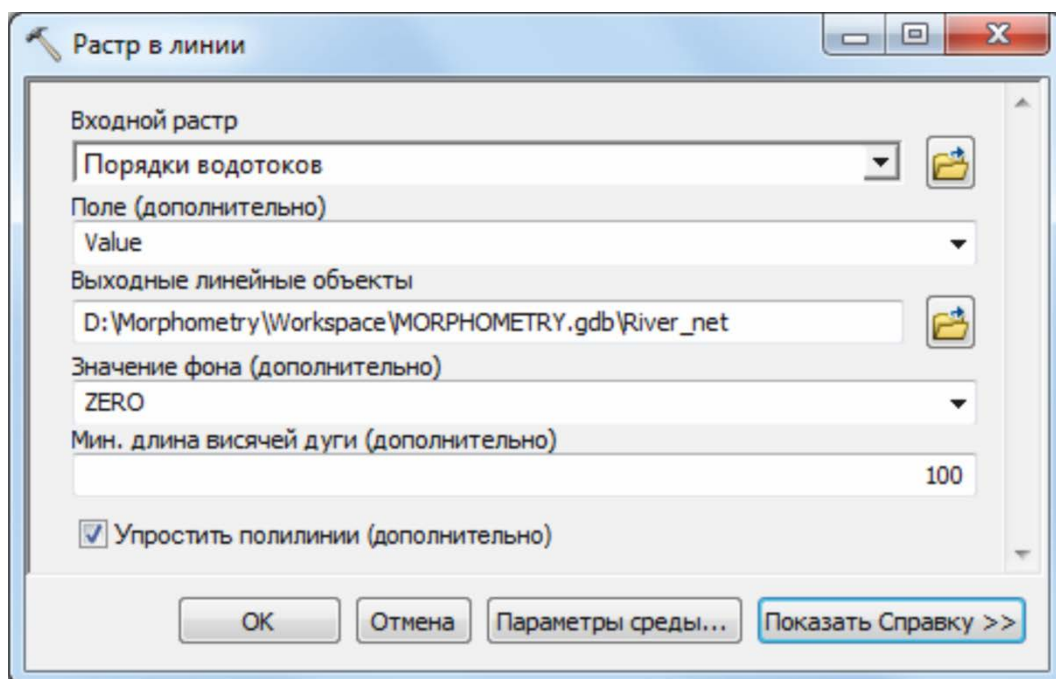 Растр в линии
Входной растр
Порядки водотоков
Поле (дополнительно)
Value
Выходные линейные объекты
D:\Morphometry\Workspace\MORPHOMETRY.gdb\River_net
Значение фона (дополнительно)
ZERO
Мин. длина висячей дуги (дополнительно)
100
Упростить полилинии (дополнительно)
OK Отмена Параметры среды... Показать Справку >>